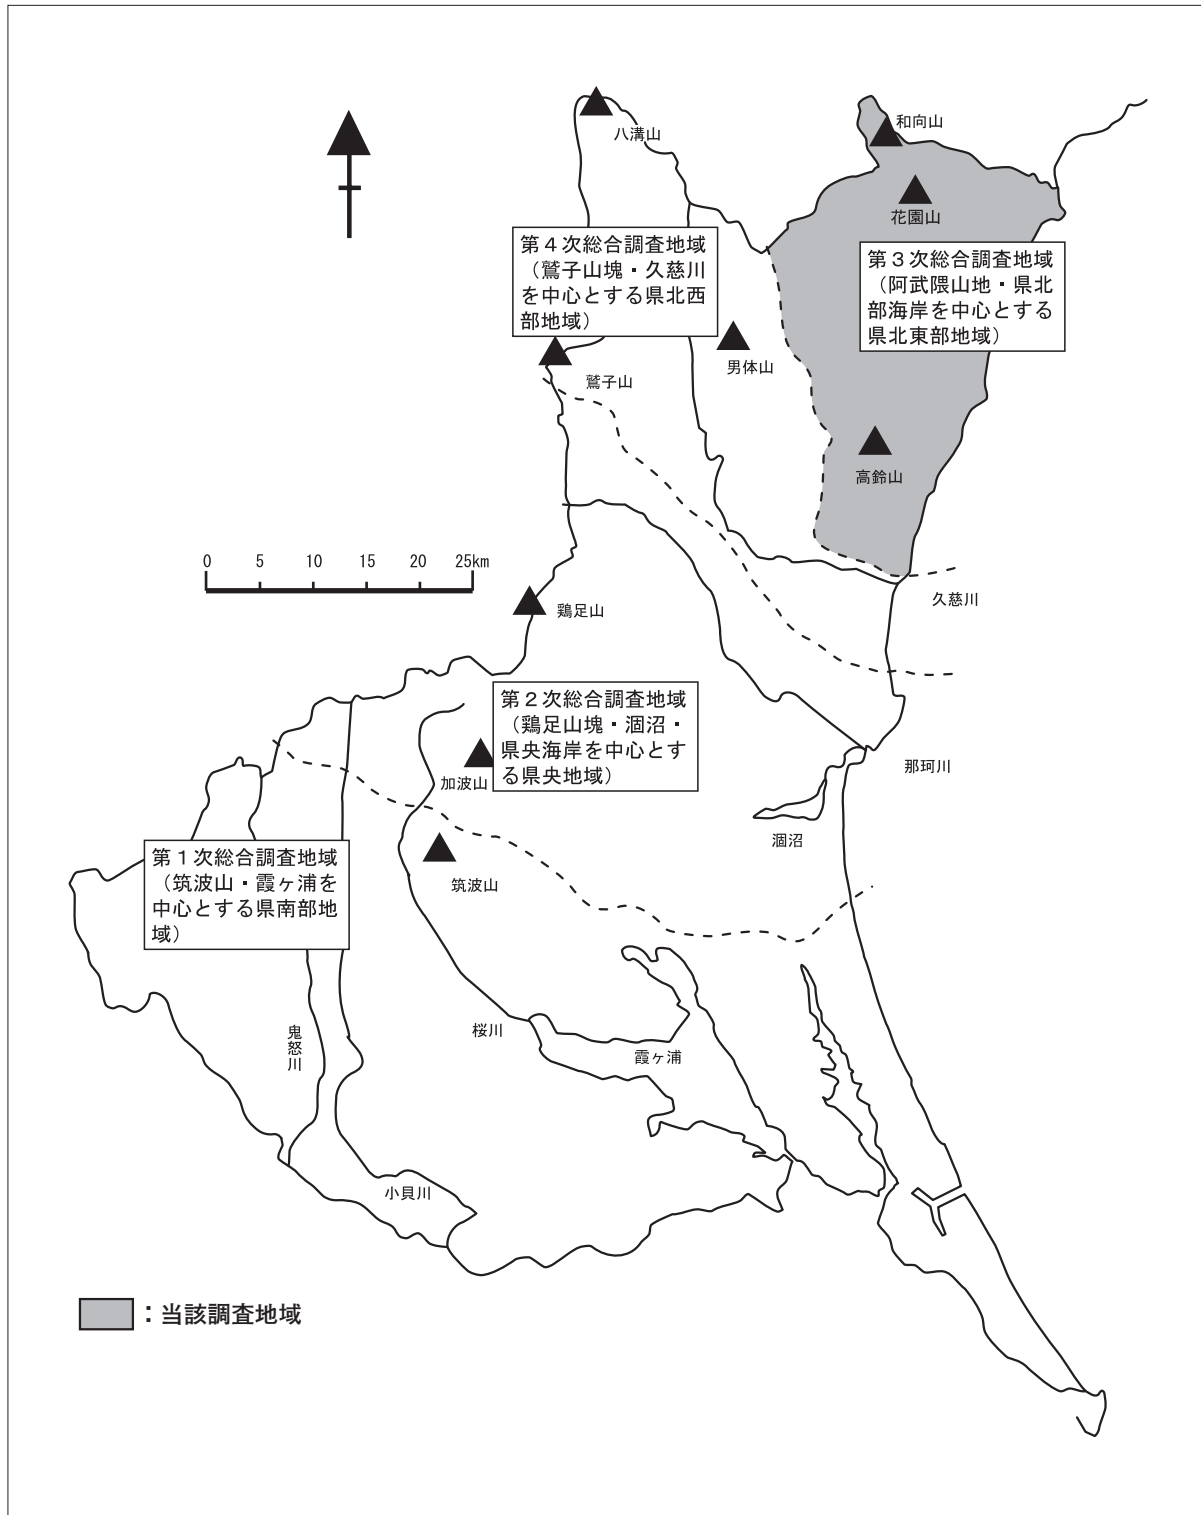 八溝山
和向山
花園山
第４次総合調査地域
（鷲子山塊・久慈川
を中心とする県北西
部地域）
第３次総合調査地域
（阿武隈山地・県北
部海岸を中心とする
県北東部地域）
男体山
鷲子山
高鈴山
0 5 10 15 20 25km
久慈川
鶏足山
第２次総合調査地域
（鶏足山塊・涸沼・
県央海岸を中心とす
る県央地域）
加波山
那珂川
涸沼
第１次総合調査地域
（筑波山・霞ヶ浦を
中心とする県南部地
域）
筑波山
鬼怒川
桜川
霞ヶ浦
小貝川
：当該調査地域